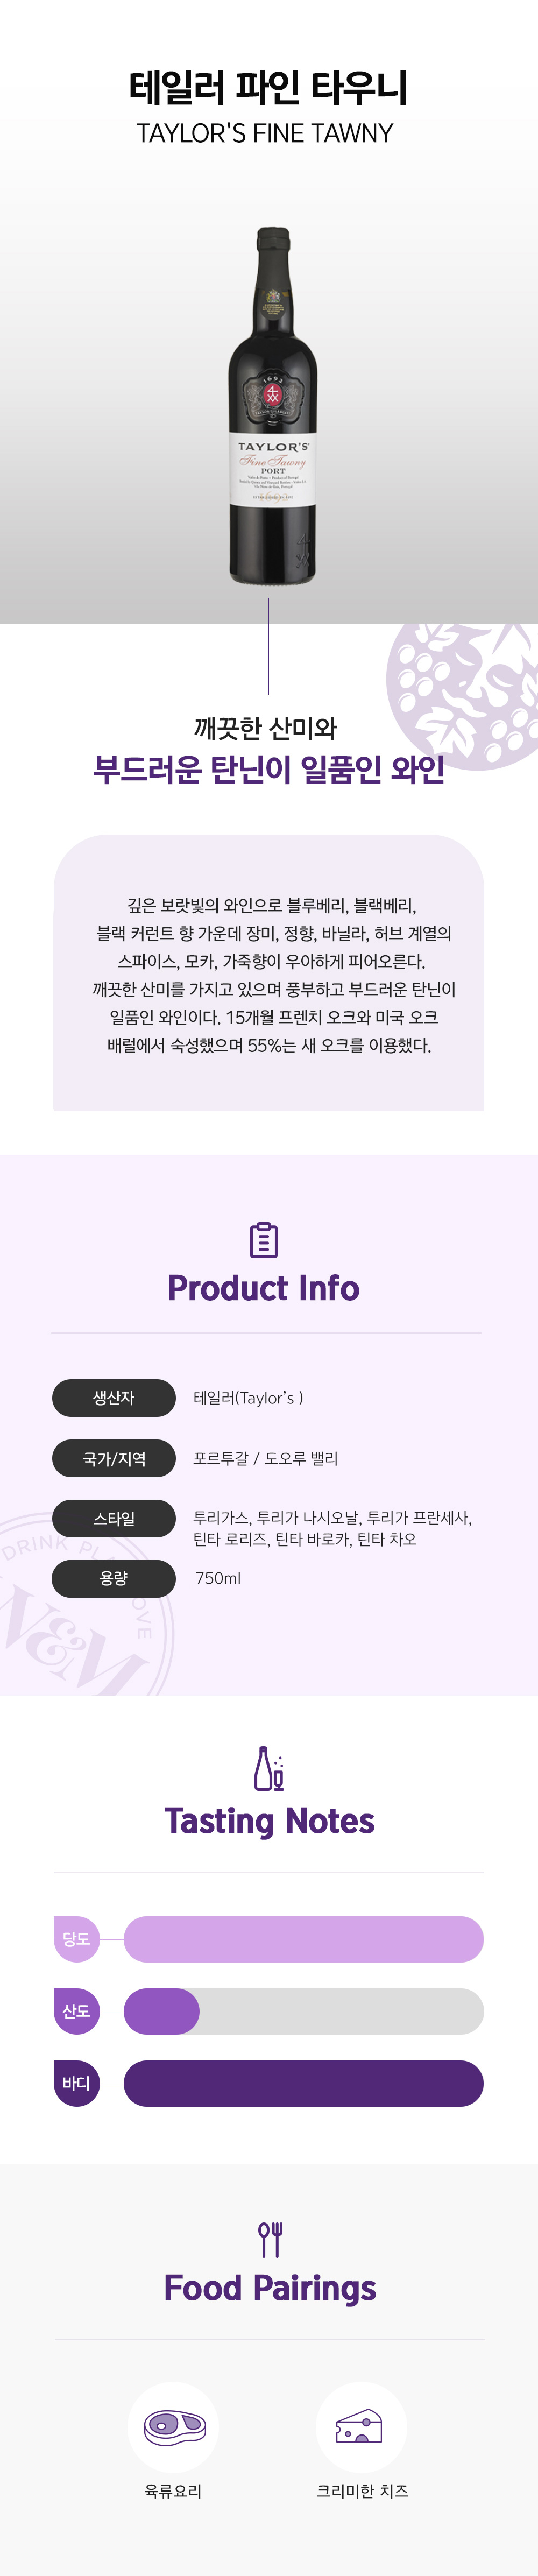 테일러 파인 타우니
TAYLOR'S FINE TAWNY
1692
TAYLOR'S
Fine Tawny
PORT
깨끗한 산미와
부드러운 탄닌이 일품인 와인
깊은 보랏빛의 와인으로 블루베리, 블랙베리,
블랙 커런트 향 가운데 장미, 정향, 바닐라, 허브 계열의
스파이스, 모카, 가죽향이 우아하게 피어오른다.
깨끗한 산미를 가지고 있으며 풍부하고 부드러운 탄닌이
일품인 와인이다. 15개월 프렌치 오크와 미국 오크
배럴에서 숙성했으며 55%는 새 오크를 이용했다.
Product Info
생산자 테일러(Taylor’s )
국가/지역 포르투갈 / 도오루 밸리
스타일 투리가스, 투리가 나시오날, 투리가 프란세사,
틴타 로리즈, 틴타 바로카, 틴타 차오
용량 750ml
DRINK
W&M
Tasting Notes
당도
산도
바디
Food Pairings
육류요리 크리미한 치즈